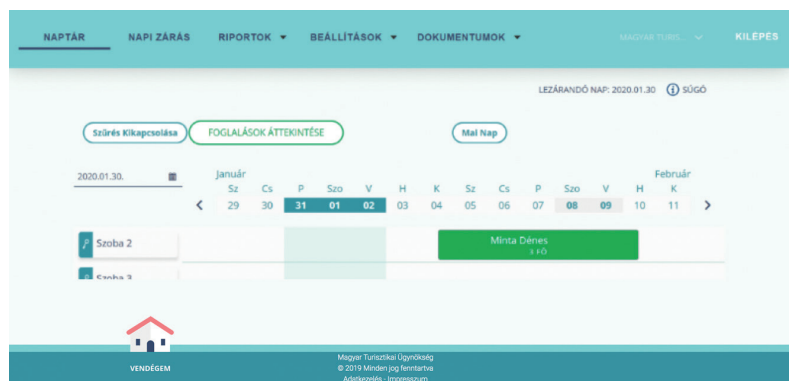 NAPTÁR NAPI ZÁRÁS RIPORTOK BEÁLLÍTÁSOK DOKUMENTUMOK MAGYAR TURIS... KILÉPÉS
LEZÁRANDÓ NAP: 2020.01.30 SÚGÓ
Szűrés Kikapcsolása FOGLALÁSOK ÁTTEKINTÉSE Mai Nap
2020.01.30. Január Február
Sz Cs P Szo V H K Sz Cs P Szo V H K
29 30 31 01 02 03 04 05 06 07 08 09 10 11
Szoba 2 Minta Dénes
3 FŐ
Szoba 3
Magyar Turisztikai Ügynökség
VENDÉGEM © 2019 Minden jog fenntartva
Adatkezelés - Impresszum